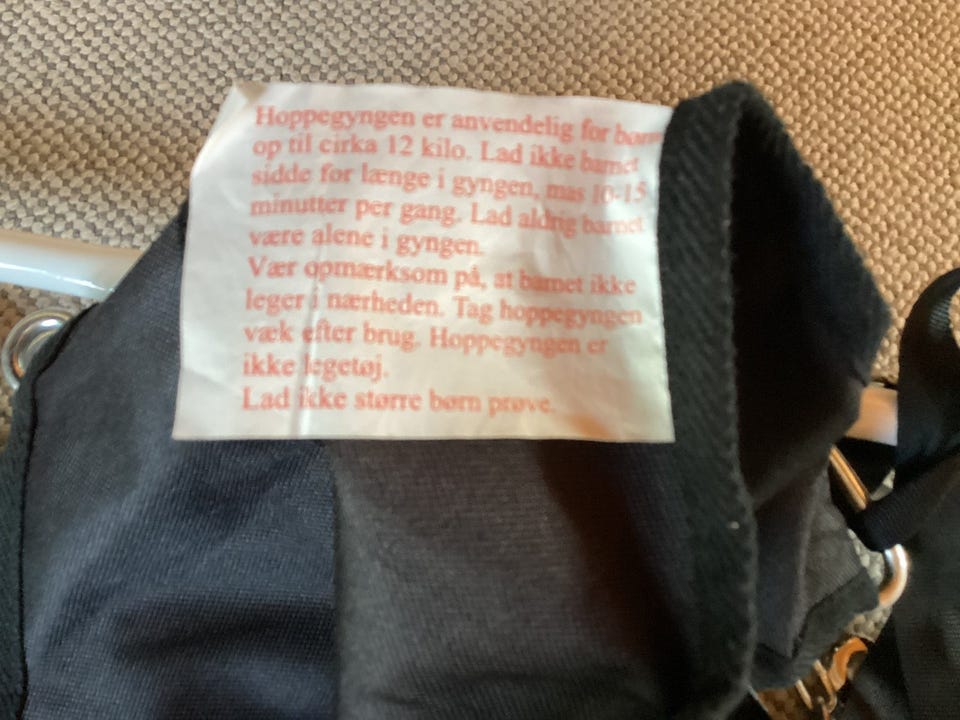 Hoppegyngen er anvendelig for børn
op til cirka 12 kilo. Lad ikke barnet
sidde for længe i gyngen, mas 10-15
minutter per gang. Lad aldrig barnet
være alene i gyngen.
Vær opmærksom på, at barnet ikke
leger i nærheden. Tag hoppegyngen
væk efter brug. Hoppegyngen er
ikke legetøj.
Lad ikke større børn prøve.